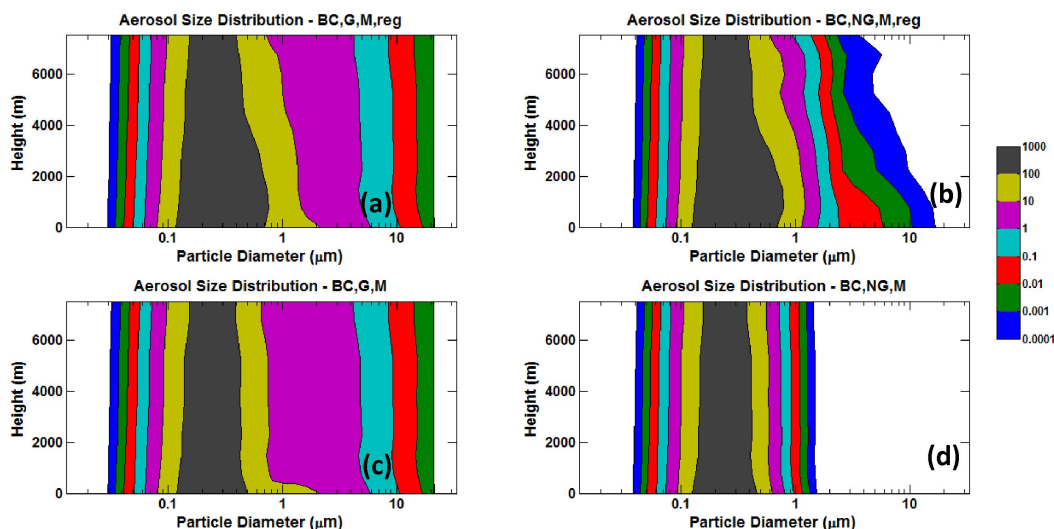 Aerosol Size Distribution - BC,G,M,reg
Height (m)
6000
4000
2000
0
0.1
1
10
Particle Diameter (μm)
(a)
Aerosol Size Distribution - BC,NG,M,reg
Height (m)
6000
4000
2000
0
0.1
1
10
Particle Diameter (μm)
(b)
1000
100
10
1
0.1
0.01
0.001
0.0001
Aerosol Size Distribution - BC,G,M
Height (m)
6000
4000
2000
0
0.1
1
10
Particle Diameter (μm)
(c)
Aerosol Size Distribution - BC,NG,M
Height (m)
6000
4000
2000
0
0.1
1
10
Particle Diameter (μm)
(d)